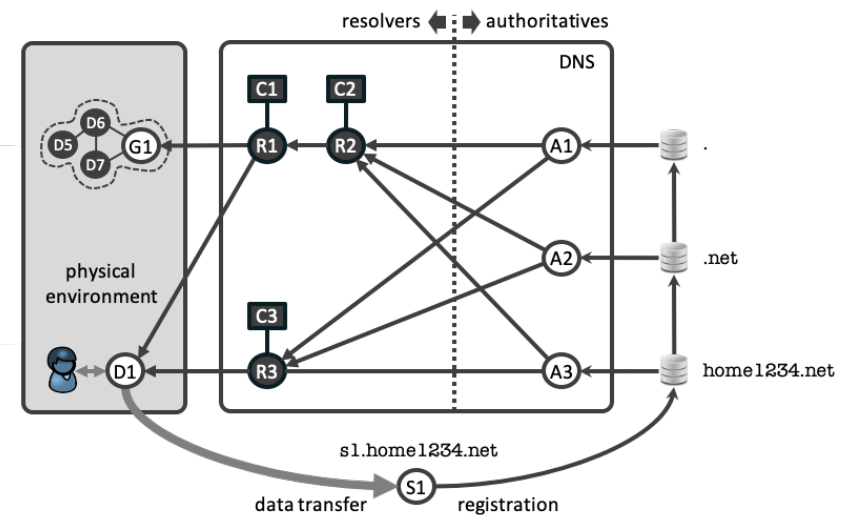 resolvers
authoritatives
DNS
C1
C2
D6
D5
G1
D7
R1
R2
A1
.
physical
environment
A2
.net
C3
D1
R3
A3
home1234.net
s1.home1234.net
S1
data transfer
registration